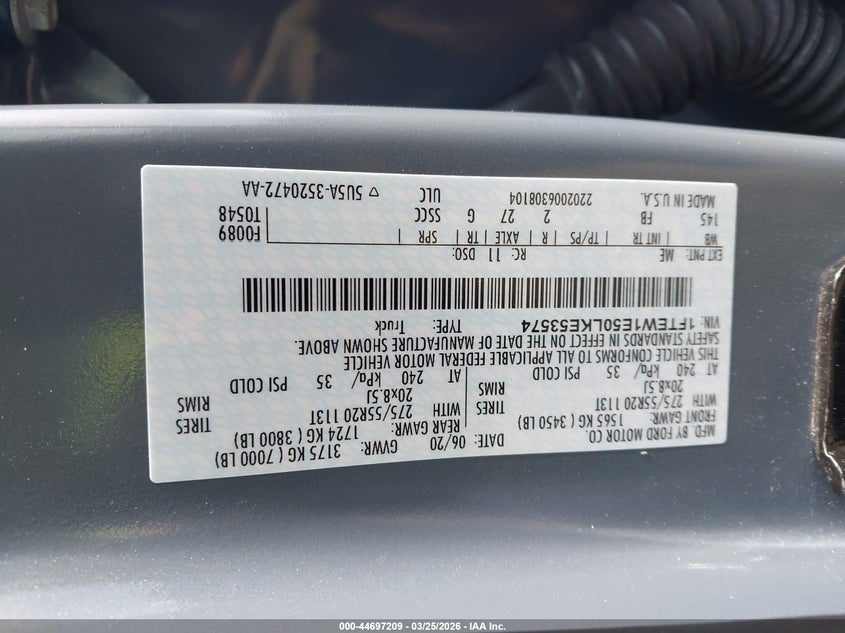 MFD. BY FORD MOTOR CO.
DATE: 06/20 GVWR: 3175 KG ( 7000 LB)
FRONT GAWR: 1565 KG ( 3450 LB) REAR GAWR: 1724 KG ( 3800 LB)
WITH 275/55R20 113T TIRES WITH 275/55R20 113T TIRES
20x8.5J RIMS 20x8.5J RIMS
AT 240 kPa/ 35 PSI COLD AT 240 kPa/ 35 PSI COLD
THIS VEHICLE CONFORMS TO ALL APPLICABLE FEDERAL MOTOR VEHICLE
SAFETY STANDARDS IN EFFECT ON THE DATE OF MANUFACTURE SHOWN ABOVE.
VIN: 1FTEW1E50LKE53574 TYPE: Truck
EXT PNT: ME RC: 11 DSO:
WB | INT TR | TP/PS | R | AXLE | TR | SPR | F0089
145 FB 2 27 G SSCC T0548
MADE IN U.S.A. 2202006308104 ULC ▽ 5U5A-3520472-AA
000-44697209 - 03/25/2026 - IAA Inc.